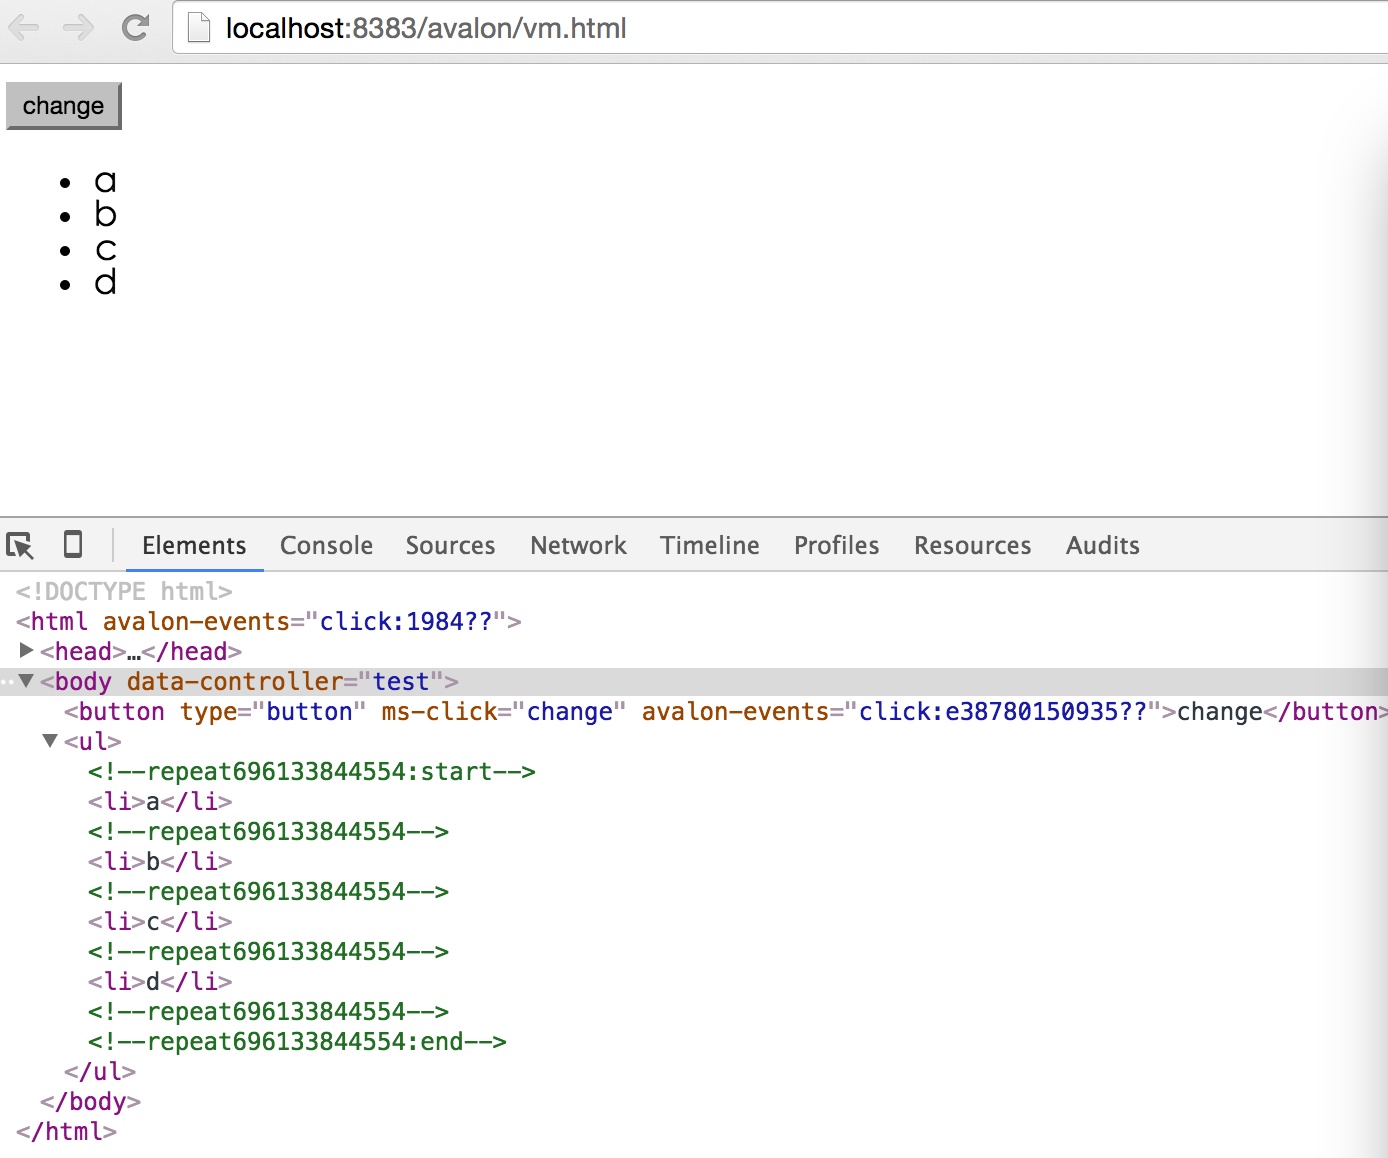 localhost:8383/avalon/vm.html
change
• a
• b
• c
• d
Elements Console Sources Network Timeline Profiles Resources Audits
<!DOCTYPE html>
<html avalon-events="click:1984??">
<head>…</head>
<body data-controller="test">
<button type="button" ms-click="change" avalon-events="click:e38780150935??">change</button>
<ul>
<!--repeat696133844554:start-->
<li>a</li>
<!--repeat696133844554-->
<li>b</li>
<!--repeat696133844554-->
<li>c</li>
<!--repeat696133844554-->
<li>d</li>
<!--repeat696133844554-->
<!--repeat696133844554:end-->
</ul>
</body>
</html>